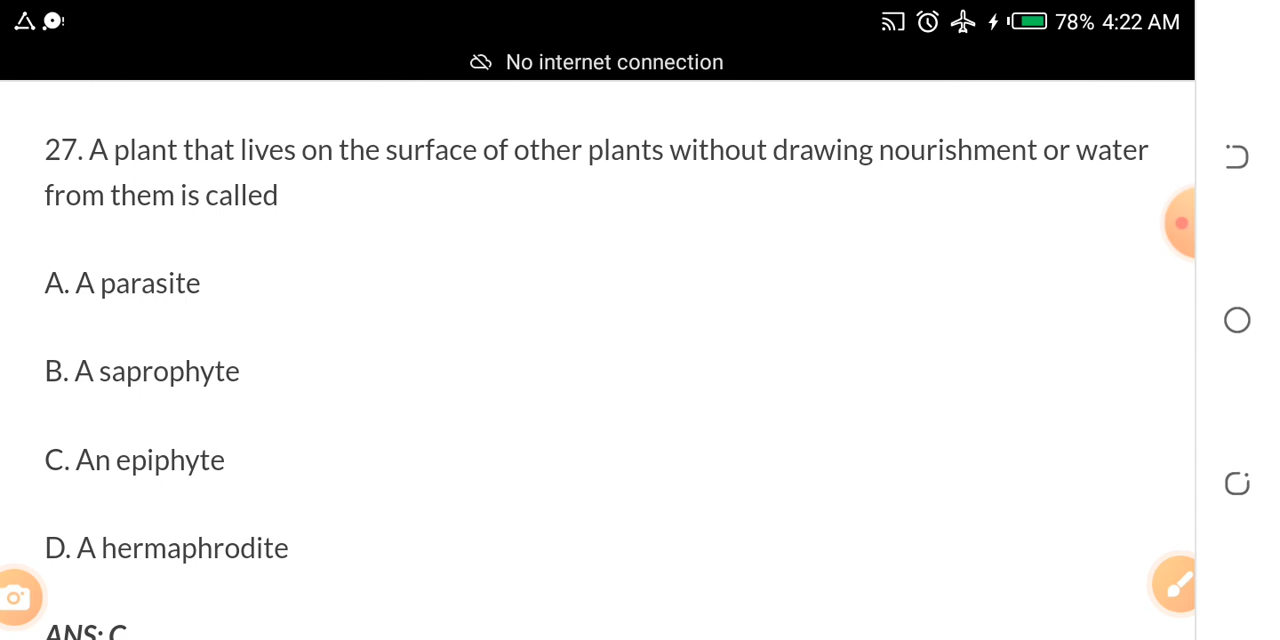 78% 4:22 AM
No internet connection
27. A plant that lives on the surface of other plants without drawing nourishment or water
from them is called
A. A parasite
B. A saprophyte
C. An epiphyte
D. A hermaphrodite
ANS: C